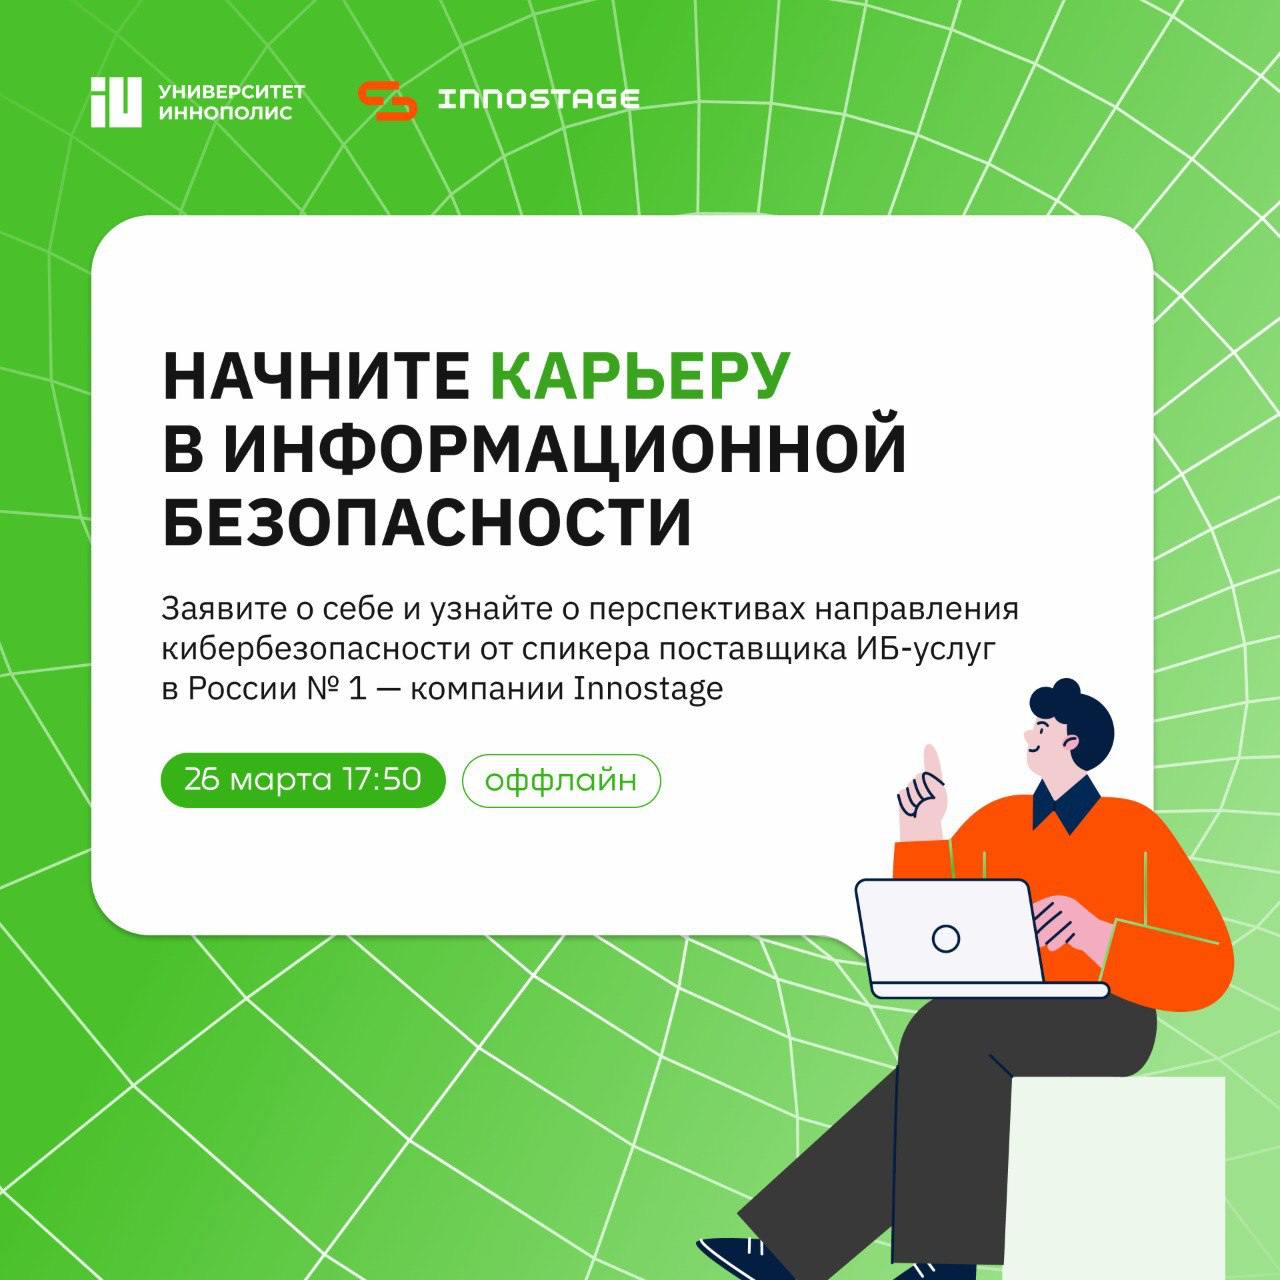 УНИВЕРСИТЕТ
ИННОПОЛИС
INNOSTAGE
НАЧНИТЕ КАРЬЕРУ
В ИНФОРМАЦИОННОЙ
БЕЗОПАСНОСТИ
Заявите о себе и узнайте о перспективах направления
кибербезопасности от спикера поставщика ИБ-услуг
в России № 1 — компании Innostage
26 марта 17:50
оффлайн